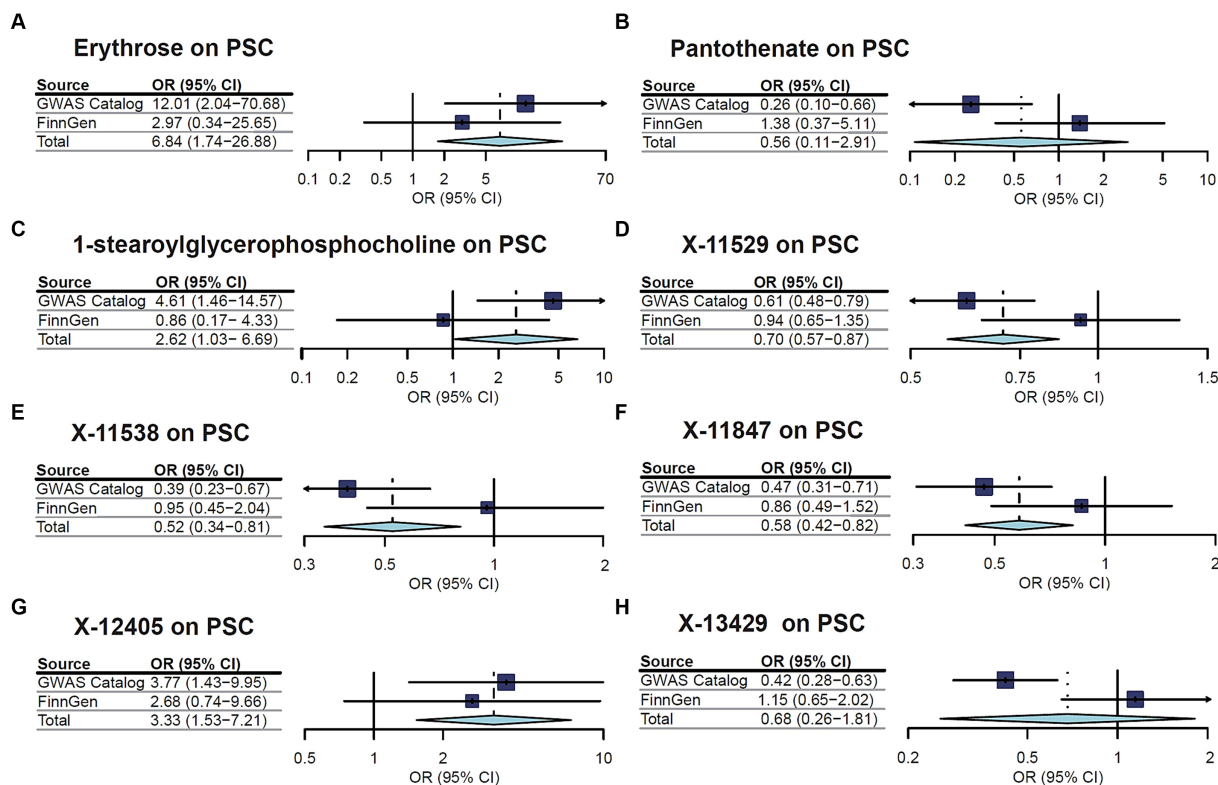 A
Erythrose on PSC
Source OR (95% CI)
GWAS Catalog 12.01 (2.04−70.68)
FinnGen 2.97 (0.34−25.65)
Total 6.84 (1.74−26.88)
0.1 0.2 0.5 1 2 5 70
OR (95% CI)
B
Pantothenate on PSC
Source OR (95% CI)
GWAS Catalog 0.26 (0.10−0.66)
FinnGen 1.38 (0.37−5.11)
Total 0.56 (0.11−2.91)
0.1 0.2 0.5 1 2 5 10
OR (95% CI)
C
1-stearoylglycerophosphocholine on PSC
Source OR (95% CI)
GWAS Catalog 4.61 (1.46−14.57)
FinnGen 0.86 (0.17− 4.33)
Total 2.62 (1.03− 6.69)
0.1 0.2 0.5 1 2 5 10
OR (95% CI)
D
X-11529 on PSC
Source OR (95% CI)
GWAS Catalog 0.61 (0.48−0.79)
FinnGen 0.94 (0.65−1.35)
Total 0.70 (0.57−0.87)
0.5 0.75 1 1.5
OR (95% CI)
E
X-11538 on PSC
Source OR (95% CI)
GWAS Catalog 0.39 (0.23−0.67)
FinnGen 0.95 (0.45−2.04)
Total 0.52 (0.34−0.81)
0.3 0.5 1 2
OR (95% CI)
F
X-11847 on PSC
Source OR (95% CI)
GWAS Catalog 0.47 (0.31−0.71)
FinnGen 0.86 (0.49−1.52)
Total 0.58 (0.42−0.82)
0.3 0.5 1 2
OR (95% CI)
G
X-12405 on PSC
Source OR (95% CI)
GWAS Catalog 3.77 (1.43−9.95)
FinnGen 2.68 (0.74−9.66)
Total 3.33 (1.53−7.21)
0.5 1 2 10
OR (95% CI)
H
X-13429 on PSC
Source OR (95% CI)
GWAS Catalog 0.42 (0.28−0.63)
FinnGen 1.15 (0.65−2.02)
Total 0.68 (0.26−1.81)
0.2 0.5 1 2
OR (95% CI)